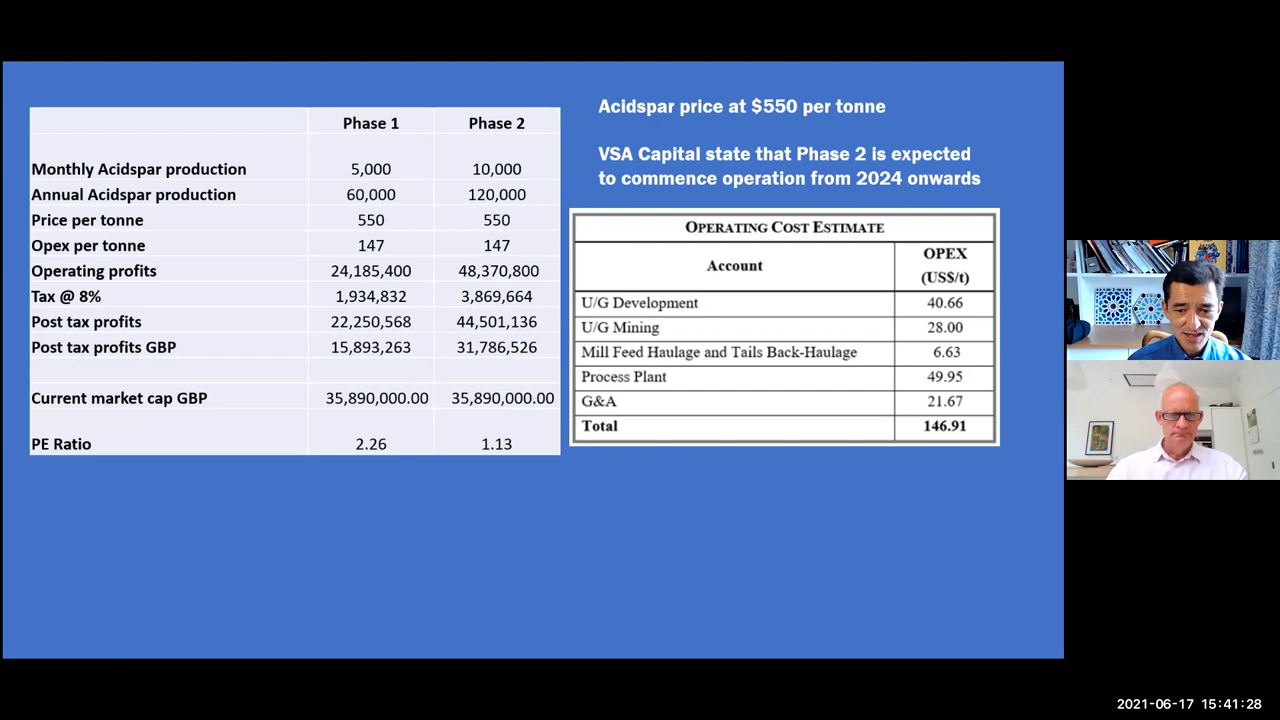 Phase 1 Phase 2
Monthly Acidspar production 5,000 10,000
Annual Acidspar production 60,000 120,000
Price per tonne 550 550
Opex per tonne 147 147
Operating profits 24,185,400 48,370,800
Tax @ 8% 1,934,832 3,869,664
Post tax profits 22,250,568 44,501,136
Post tax profits GBP 15,893,263 31,786,526
Current market cap GBP 35,890,000.00 35,890,000.00
PE Ratio 2.26 1.13
Acidspar price at $550 per tonne
VSA Capital state that Phase 2 is expected
to commence operation from 2024 onwards
OPERATING COST ESTIMATE
Account OPEX
(US$/t)
U/G Development 40.66
U/G Mining 28.00
Mill Feed Haulage and Tails Back-Haulage 6.63
Process Plant 49.95
G&A 21.67
Total 146.91
2021-06-17 15:41:28